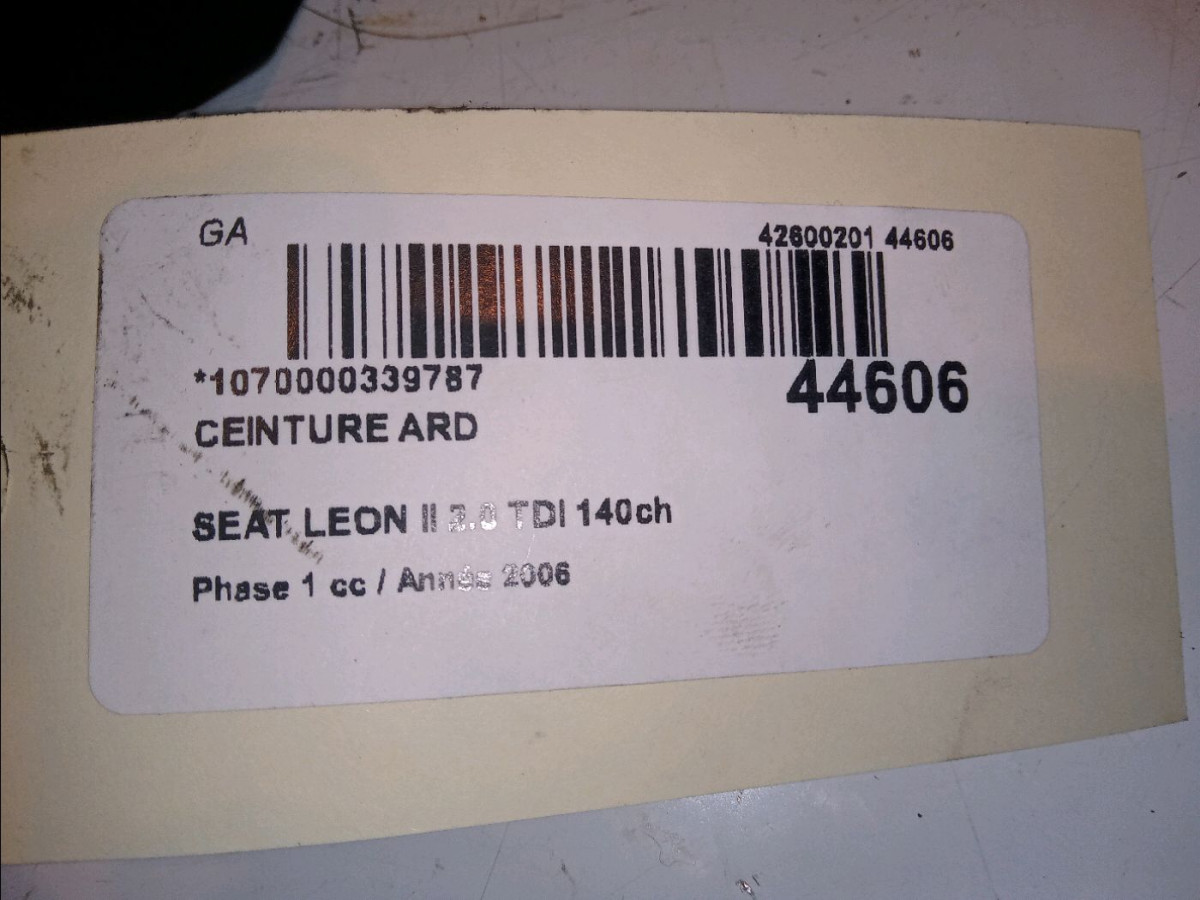 GA
42600201 44606
*1070000339787
44606
CEINTURE ARD
SEAT LEON II 2.0 TDI 140ch
Phase 1 cc / Année 2006